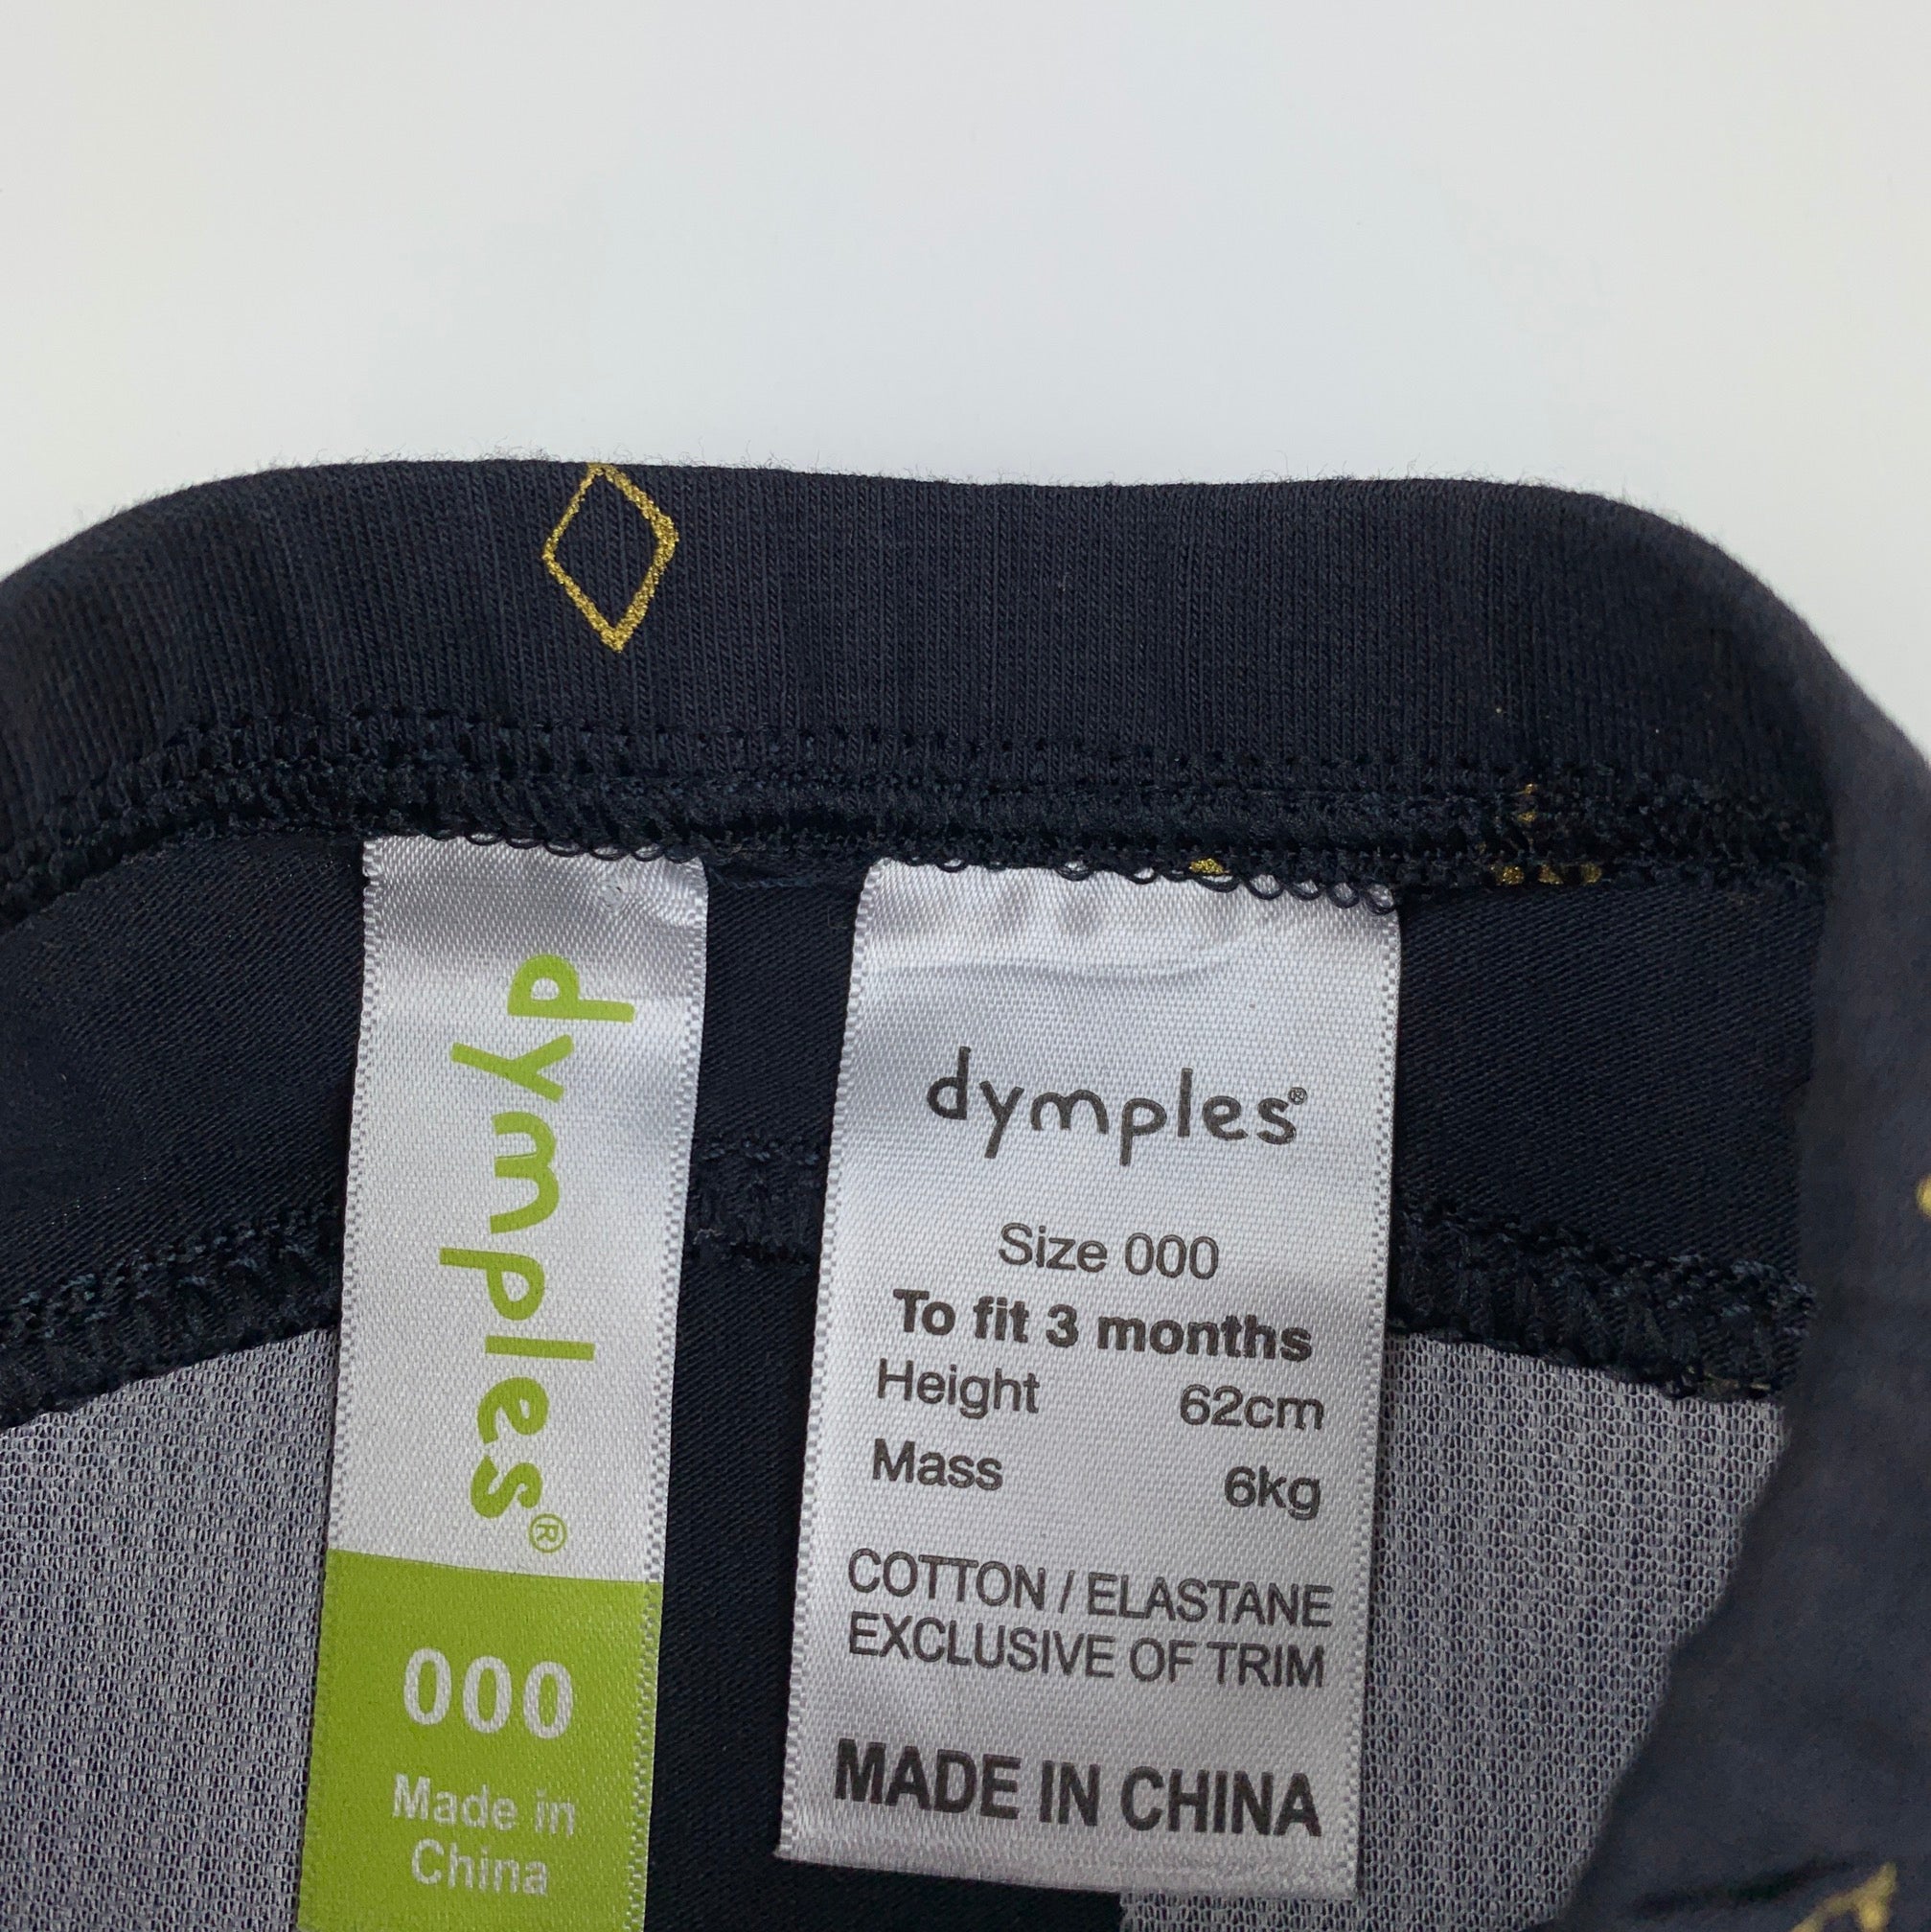 dymples®
000
Made in
China
dymples®
Size 000
To fit 3 months
Height 62cm
Mass 6kg
COTTON / ELASTANE
EXCLUSIVE OF TRIM
MADE IN CHINA